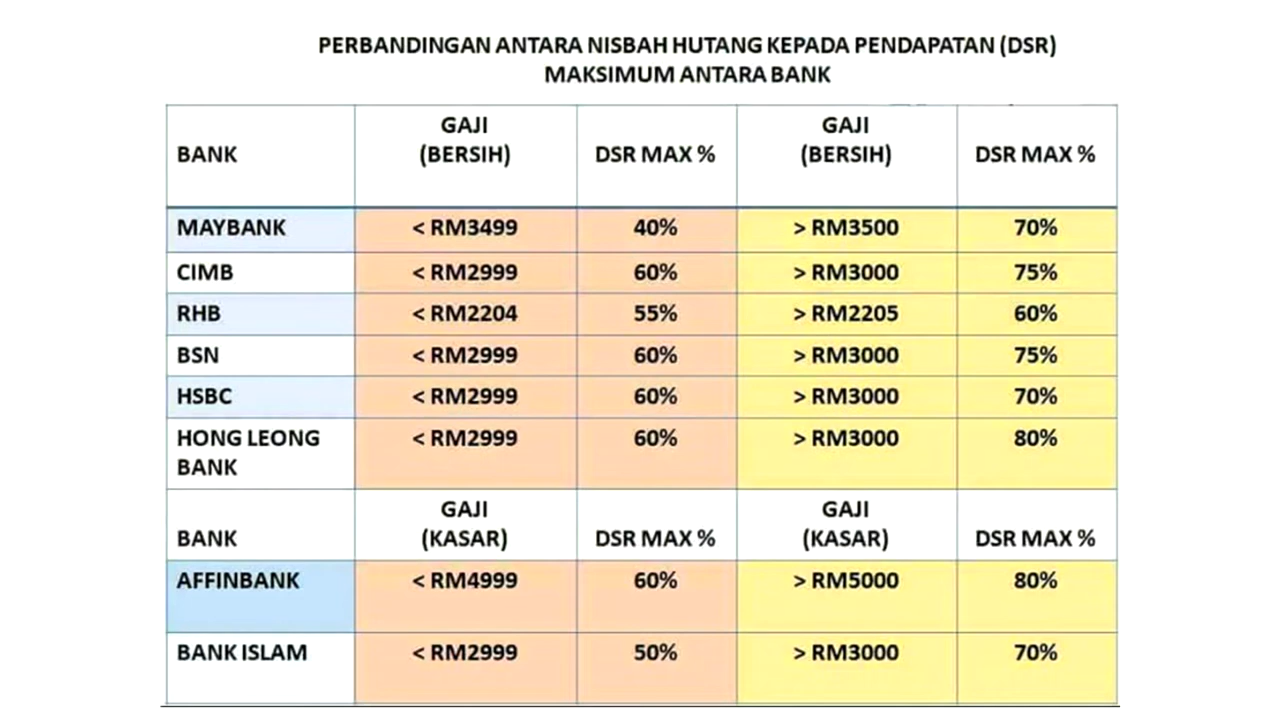 PERBANDINGAN ANTARA NISBAH HUTANG KEPADA PENDAPATAN (DSR)
MAKSIMUM ANTARA BANK
BANK GAJI (BERSIH) DSR MAX % GAJI (BERSIH) DSR MAX %
MAYBANK < RM3499 40% > RM3500 70%
CIMB < RM2999 60% > RM3000 75%
RHB < RM2204 55% > RM2205 60%
BSN < RM2999 60% > RM3000 75%
HSBC < RM2999 60% > RM3000 70%
HONG LEONG BANK < RM2999 60% > RM3000 80%
BANK GAJI (KASAR) DSR MAX % GAJI (KASAR) DSR MAX %
AFFINBANK < RM4999 60% > RM5000 80%
BANK ISLAM < RM2999 50% > RM3000 70%